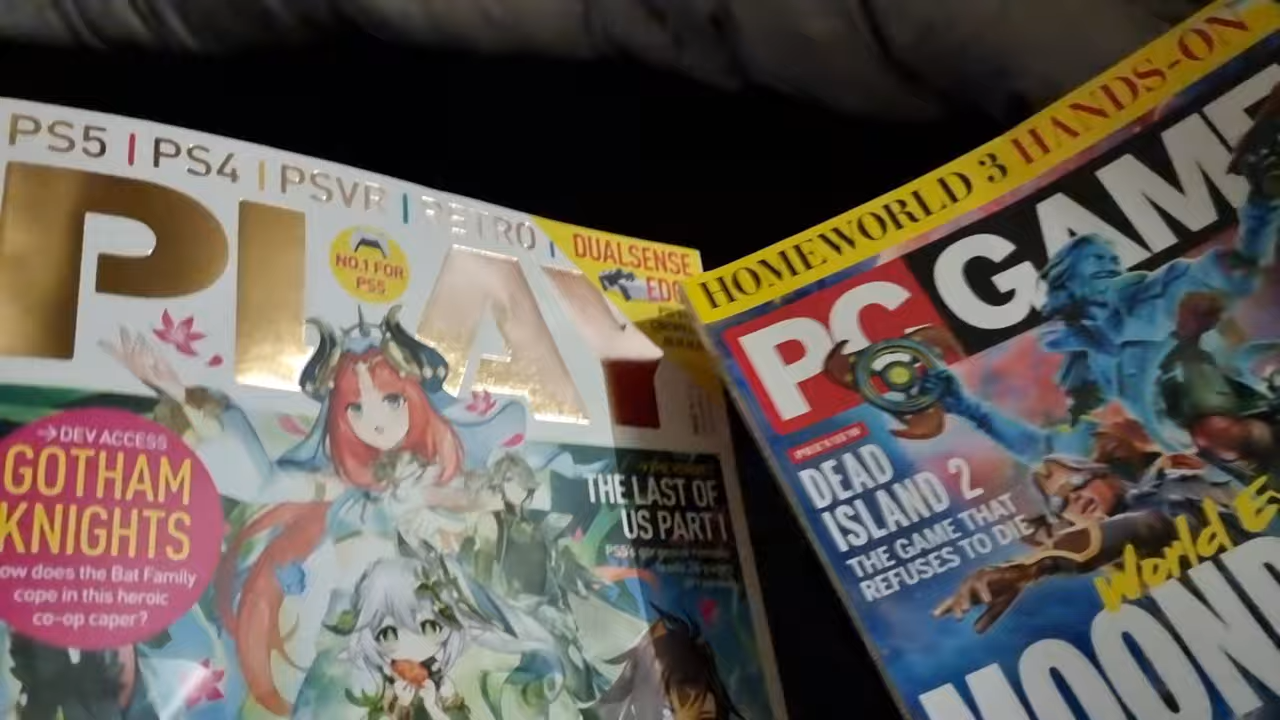 PS5 | PS4 | PSVR | RETRO |
PLAY
NO.1 FOR
PS5
DUALSENSE
EDGE
DEV ACCESS
GOTHAM
KNIGHTS
ow does the Bat Family
cope in this heroic
co-op caper?
THE LAST OF
US PART I
HOMEWORLD 3 HANDS-ON
PC GAME
DEAD
ISLAND 2
THE GAME THAT
REFUSES TO DIE
World E
MOON